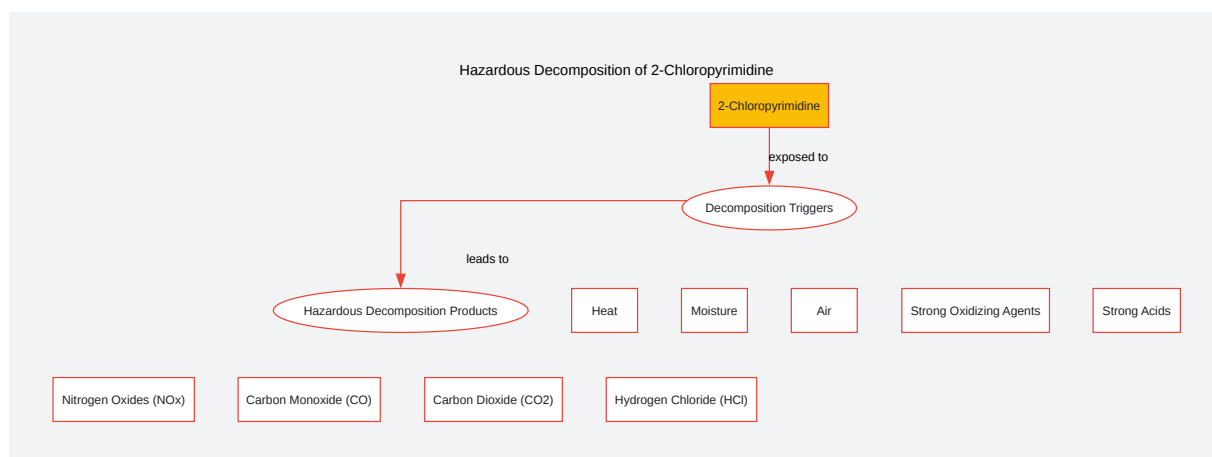 Hazardous Decomposition of 2-Chloropyrimidine
2-Chloropyrimidine
exposed to
Decomposition Triggers
leads to
Hazardous Decomposition Products
Heat
Moisture
Air
Strong Oxidizing Agents
Strong Acids
Nitrogen Oxides (NOx)
Carbon Monoxide (CO)
Carbon Dioxide (CO2)
Hydrogen Chloride (HCl)